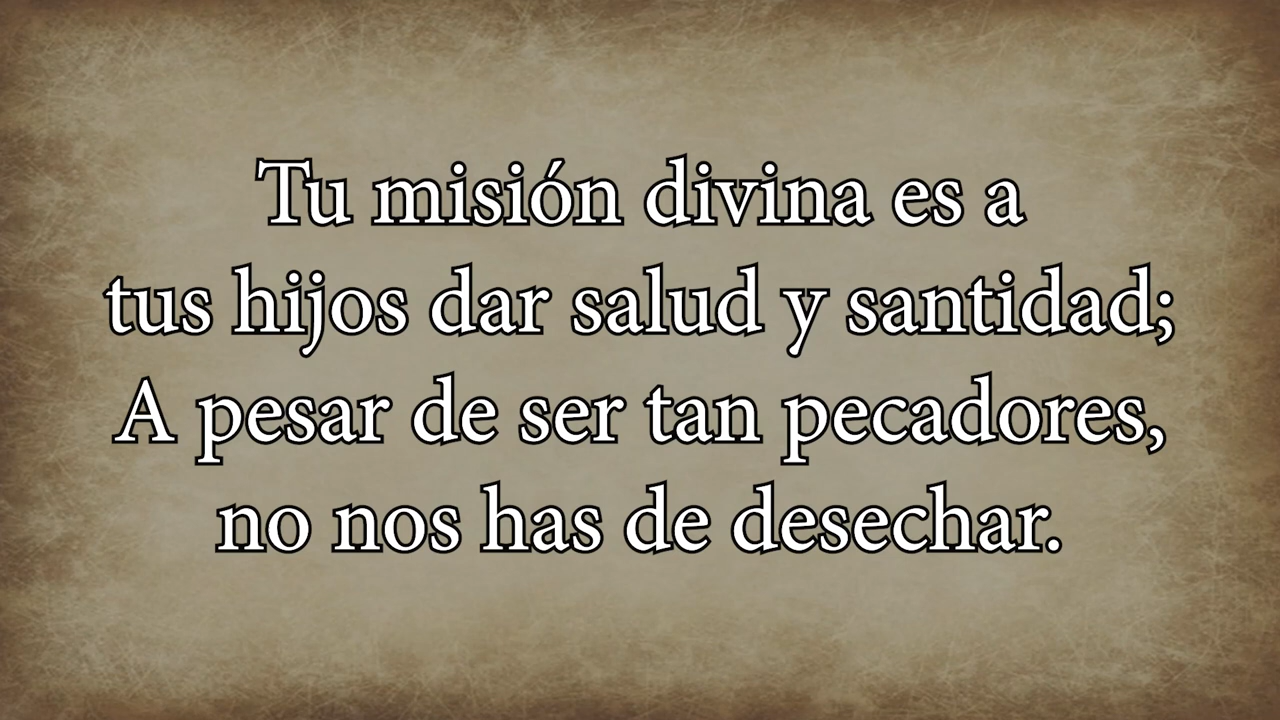 Tu misión divina es a
tus hijos dar salud y santidad;
A pesar de ser tan pecadores,
no nos has de desechar.